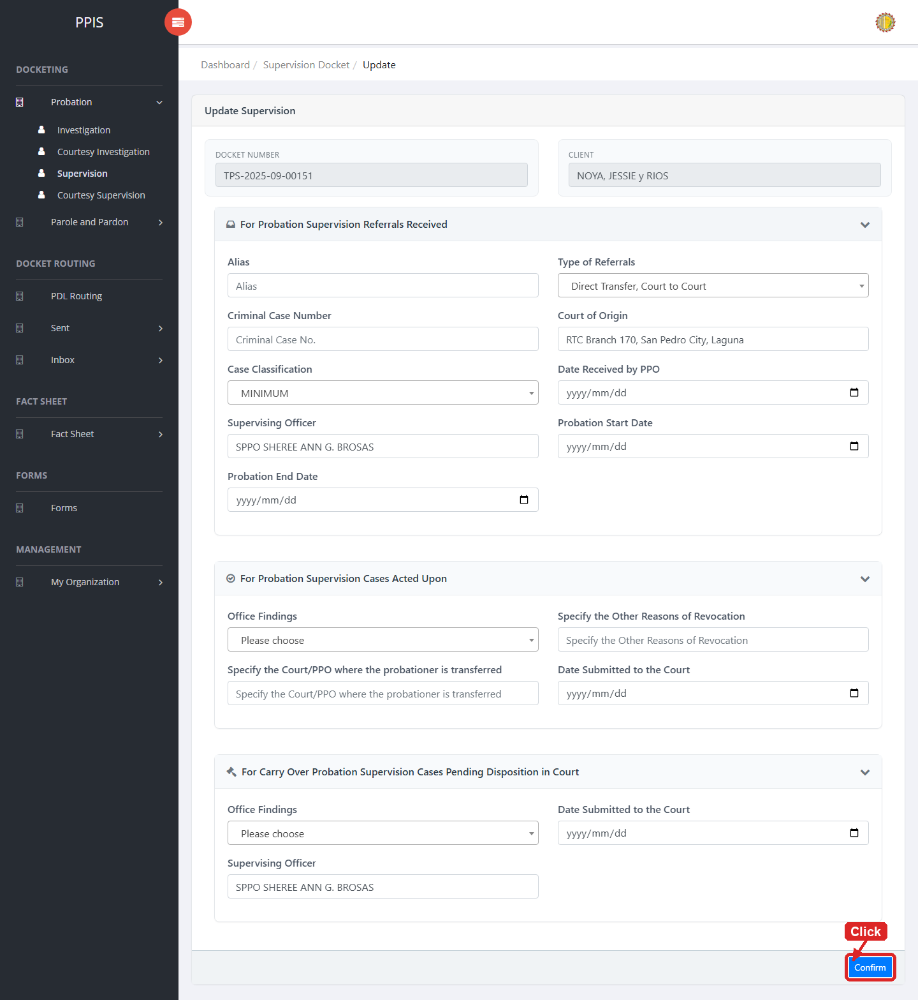 PPIS
DOCKETING
Probation
Investigation
Courtesy Investigation
Supervision
Courtesy Supervision
Parole and Pardon
DOCKET ROUTING
PDL Routing
Sent
Inbox
FACT SHEET
Fact Sheet
FORMS
Forms
MANAGEMENT
My Organization
Dashboard / Supervision Docket / Update
Update Supervision
DOCKET NUMBER
TPS-2025-09-00151
CLIENT
NOYA, JESSIE y RIOS
For Probation Supervision Referrals Received
Alias
Alias
Type of Referrals
Direct Transfer, Court to Court
Criminal Case Number
Criminal Case No.
Court of Origin
RTC Branch 170, San Pedro City, Laguna
Case Classification
MINIMUM
Date Received by PPO
yyyy/mm/dd
Supervising Officer
SPPO SHEREE ANN G. BROSAS
Probation Start Date
yyyy/mm/dd
Probation End Date
yyyy/mm/dd
For Probation Supervision Cases Acted Upon
Office Findings
Please choose
Specify the Other Reasons of Revocation
Specify the Other Reasons of Revocation
Specify the Court/PPO where the probationer is transferred
Specify the Court/PPO where the probationer is transferred
Date Submitted to the Court
yyyy/mm/dd
For Carry Over Probation Supervision Cases Pending Disposition in Court
Office Findings
Please choose
Date Submitted to the Court
yyyy/mm/dd
Supervising Officer
SPPO SHEREE ANN G. BROSAS
Click
Confirm